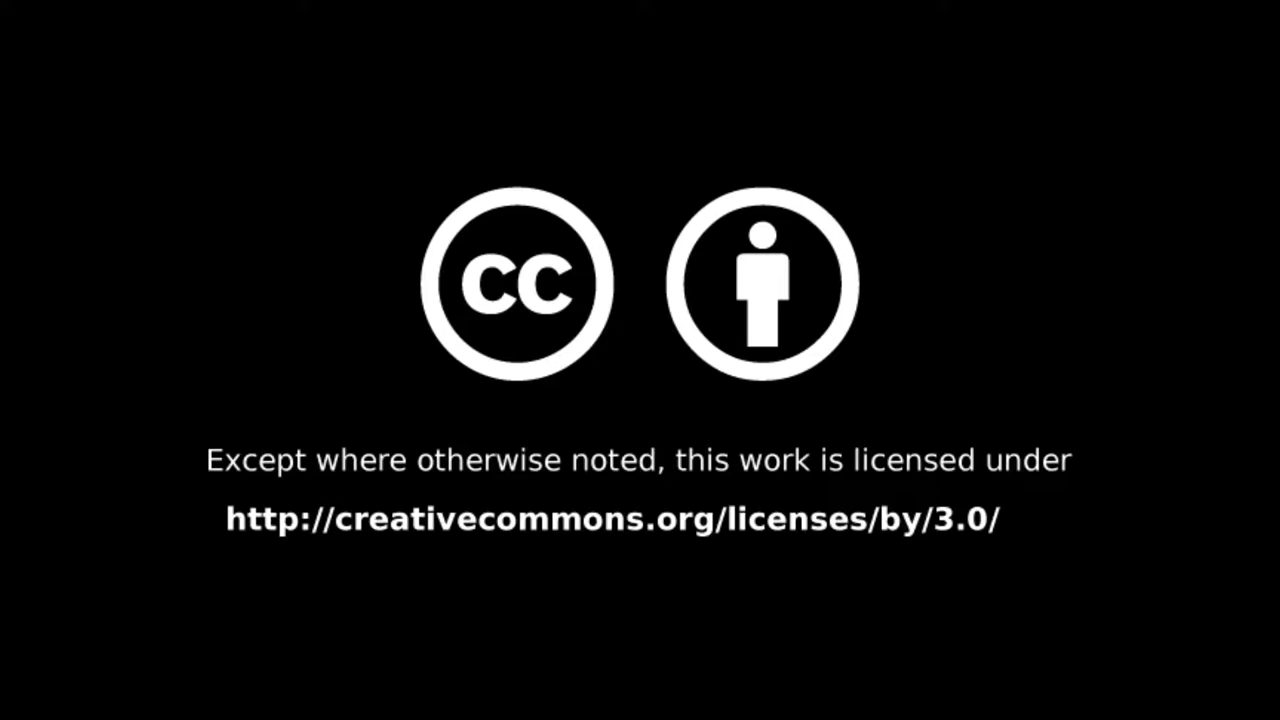 cc
Except where otherwise noted, this work is licensed under
http://creativecommons.org/licenses/by/3.0/